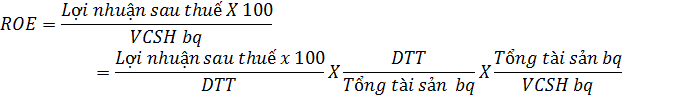 ROE = Lợi nhuận sau thuế X 100 / VCSH bq
= Lợi nhuận sau thuế x 100 / DTT X DTT / Tổng tài sản bq X Tổng tài sản bq / VCSH bq